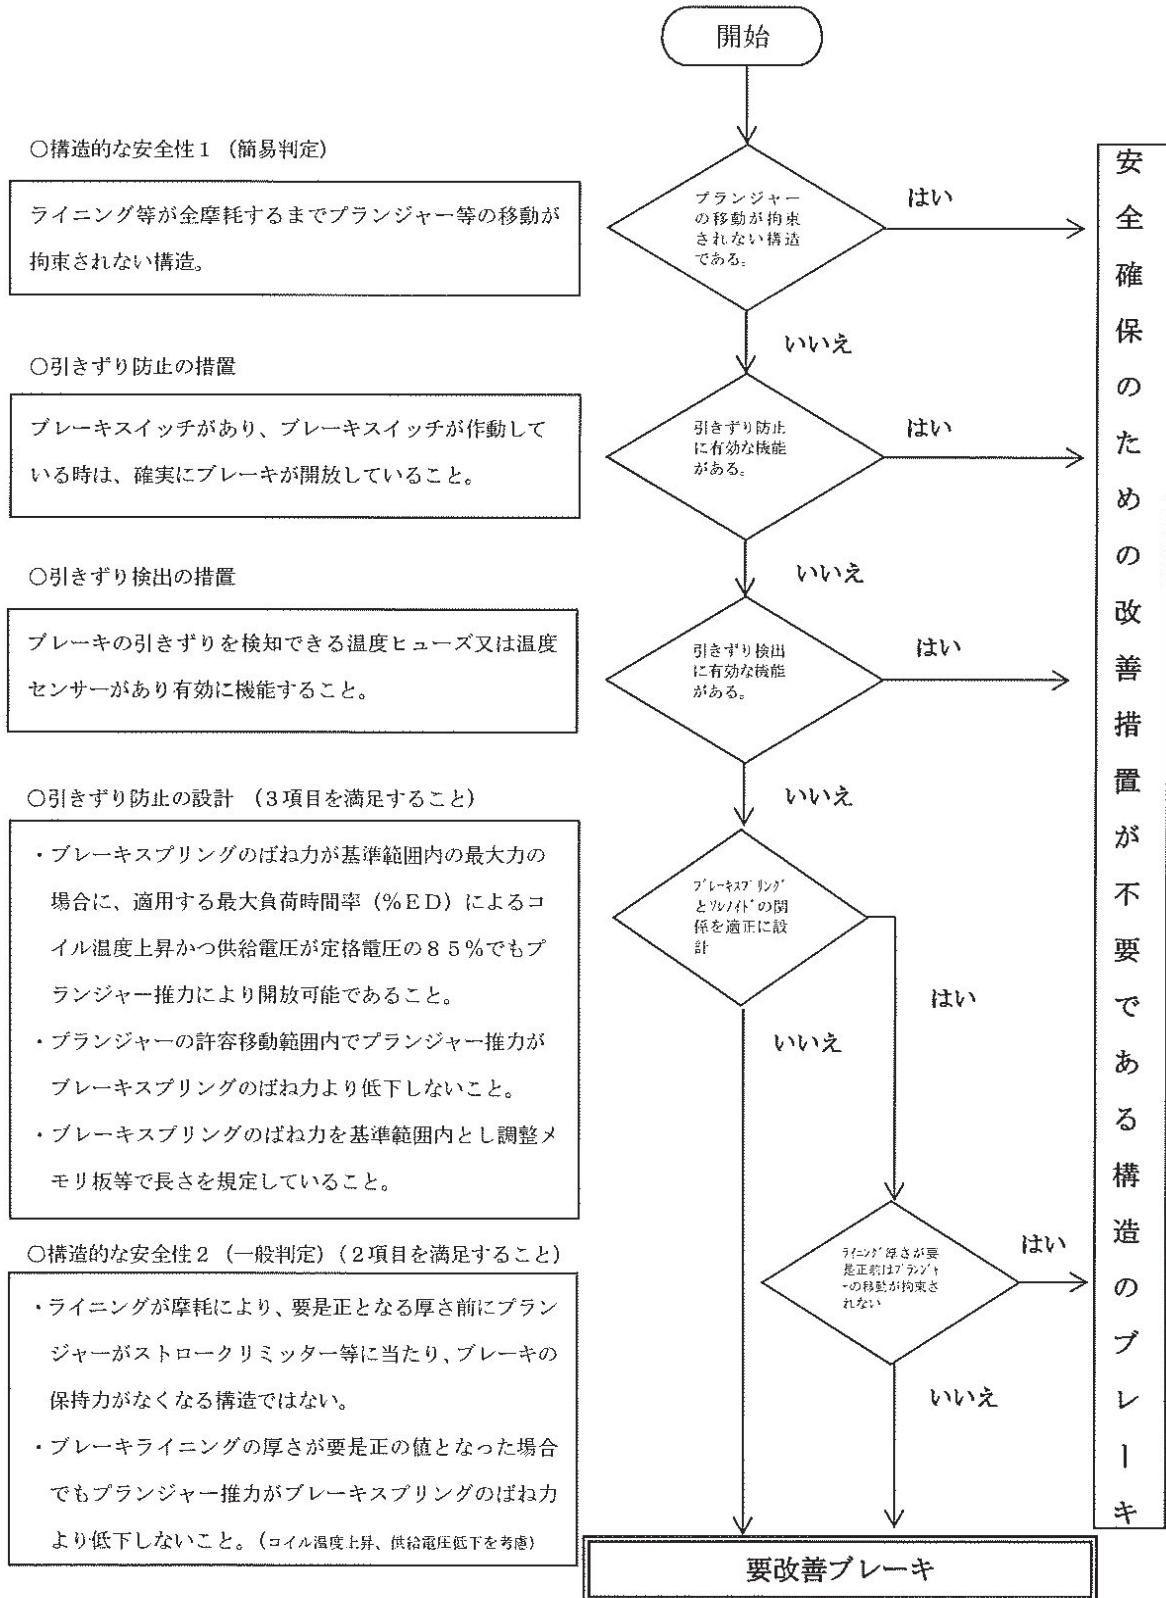 開始
○構造的な安全性１（簡易判定）
ライニング等が全摩耗するまでプランジャー等の移動が
拘束されない構造。
プランジャー
の移動が拘束
されない構造
である。
はい
いいえ
○引きずり防止の措置
ブレーキスイッチがあり、ブレーキスイッチが作動して
いる時は、確実にブレーキが開放していること。
引きずり防止
に有効な機能
がある。
はい
いいえ
○引きずり検出の措置
ブレーキの引きずりを検知できる温度ヒューズ又は温度
センサーがあり有効に機能すること。
引きずり検出
に有効な機能
がある。
はい
いいえ
○引きずり防止の設計　（３項目を満足すること）
・ブレーキスプリングのばね力が基準範囲内の最大力の
場合に、適用する最大負荷時間率（％ＥＤ）によるコ
イル温度上昇かつ供給電圧が定格電圧の８５％でもプ
ランジャー推力により開放可能であること。
・プランジャーの許容移動範囲内でプランジャー推力が
ブレーキスプリングのばね力より低下しないこと。
・ブレーキスプリングのばね力を基準範囲内とし調整メ
モリ板等で長さを規定していること。
ﾌﾞﾚｰｷｽﾌﾟﾘﾝｸﾞ
とｿﾚﾉｲﾄﾞの関
係を適正に設
計
はい
いいえ
○構造的な安全性２（一般判定）（２項目を満足すること）
・ライニングが摩耗により、要是正となる厚さ前にプラン
ジャーがストロークリミッター等に当たり、ブレーキの
保持力がなくなる構造ではない。
・ブレーキライニングの厚さが要是正の値となった場合
でもプランジャー推力がブレーキスプリングのばね力
より低下しないこと。（コイル温度上昇、供給電圧低下を考慮）
ﾗｲﾆﾝｸﾞ厚さが要
是正前はﾌﾟﾗﾝｼﾞｬ
ｰの移動が拘束さ
れない
はい
いいえ
要改善ブレーキ
安全確保のための改善措置が不要である構造のブレーキ